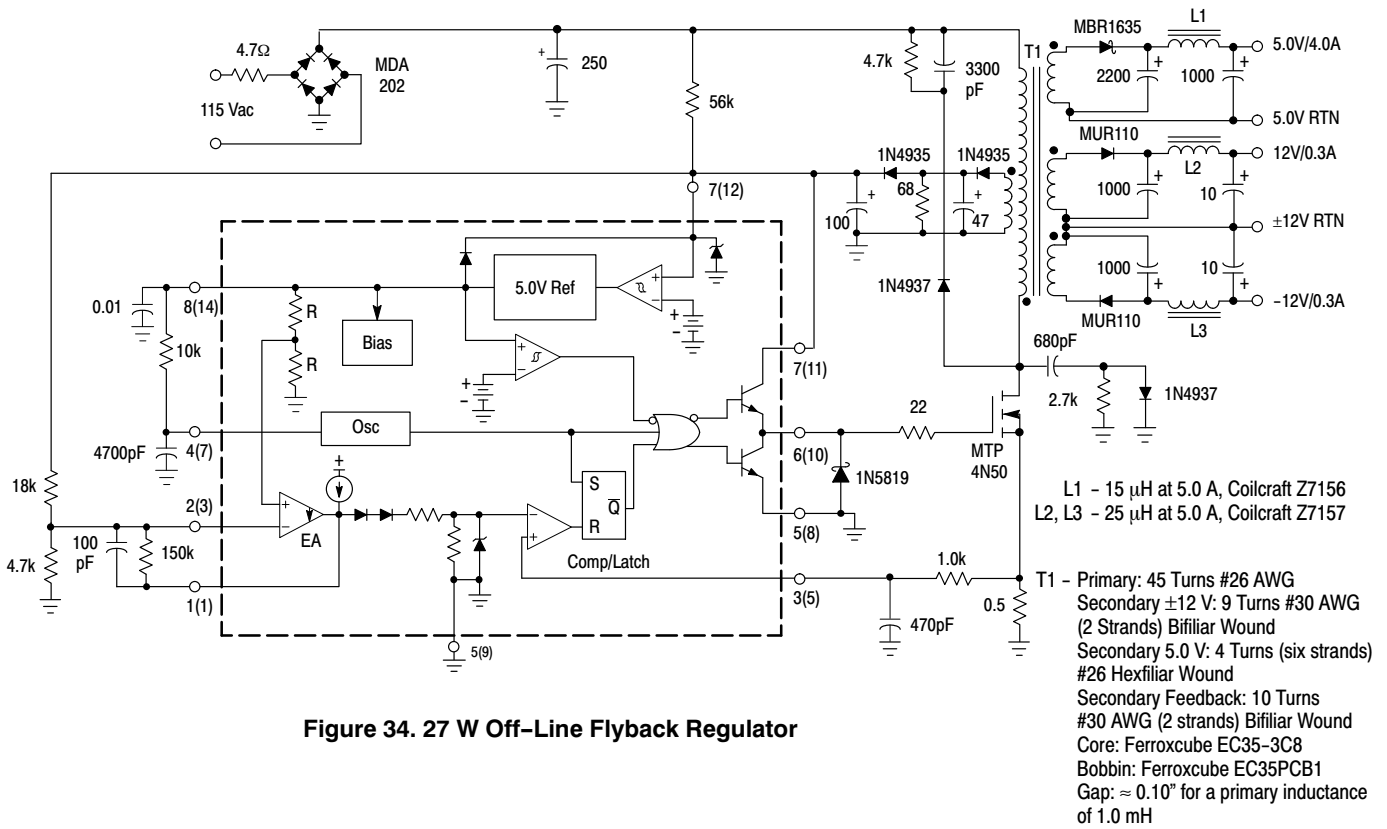 4.7Ω
MDA
202
115 Vac
+
250
56k
4.7k
3300
pF
T1
MBR1635
L1
5.0V/4.0A
2200
+
1000
+
5.0V RTN
MUR110
12V/0.3A
L2
1000
+
10
+
±12V RTN
1000
+
10
+
-12V/0.3A
MUR110
L3
1N4935
1N4935
68
100
+
47
+
7(12)
1N4937
680pF
2.7k
1N4937
0.01
8(14)
R
R
10k
5.0V Ref
Bias
+
-
+
-
+
-
+
-
7(11)
Osc
4(7)
4700pF
22
6(10)
1N5819
MTP
4N50
5(8)
18k
2(3)
100
pF
150k
4.7k
1(1)
+
+
-
EA
S
R
Q
-
+
Comp/Latch
1.0k
3(5)
470pF
0.5
5(9)
L1 - 15 μH at 5.0 A, Coilcraft Z7156
L2, L3 - 25 μH at 5.0 A, Coilcraft Z7157
T1 - Primary: 45 Turns #26 AWG
Secondary ±12 V: 9 Turns #30 AWG
(2 Strands) Bifiliar Wound
Secondary 5.0 V: 4 Turns (six strands)
#26 Hexfiliar Wound
Secondary Feedback: 10 Turns
#30 AWG (2 strands) Bifiliar Wound
Core: Ferroxcube EC35-3C8
Bobbin: Ferroxcube EC35PCB1
Gap: ≈ 0.10" for a primary inductance
of 1.0 mH
Figure 34. 27 W Off-Line Flyback Regulator